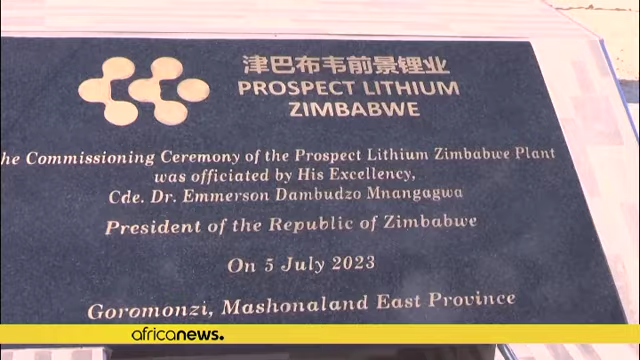 津巴布韦前景锂业
PROSPECT LITHIUM
ZIMBABWE
he Commissioning Ceremony of the Prospect Lithium Zimbabwe Plant
was officiated by His Excellency,
Cde. Dr. Emmerson Dambudzo Mnangagwa
President of the Republic of Zimbabwe
On 5 July 2023
Goromonzi, Mashonaland East Province
africanews.